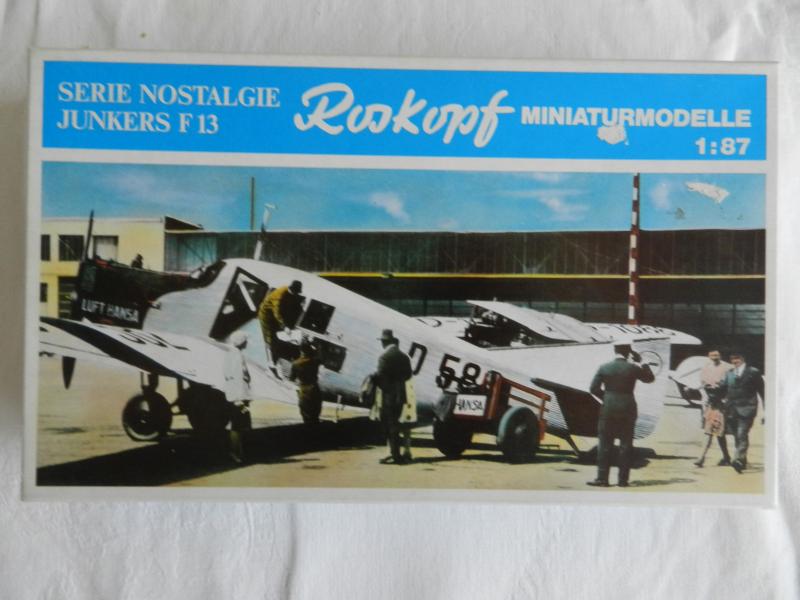 SERIE NOSTALGIE
JUNKERS F 13
Roskopf MINIATURMODELLE
1:87
LUFT HANSA
D 58
HANSA